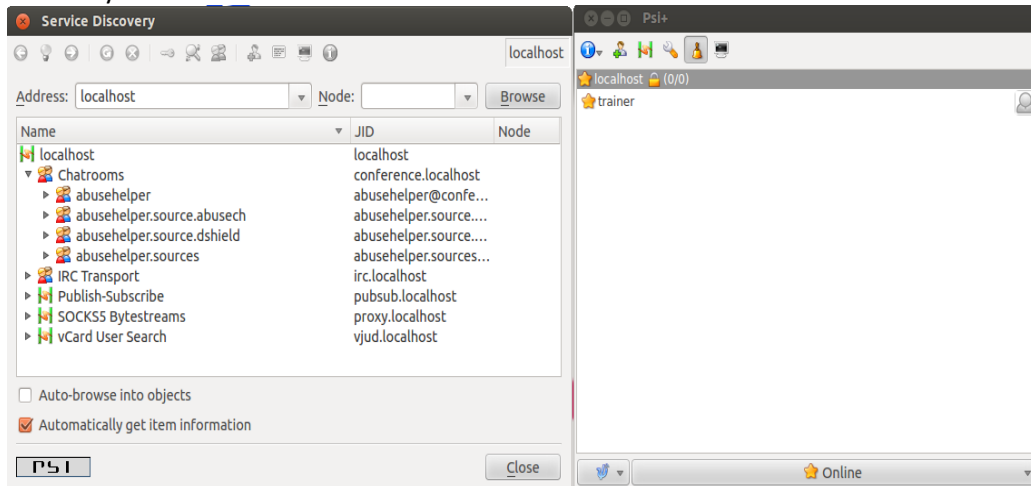 Service Discovery
localhost
Address: localhost Node: Browse
Name JID Node
localhost localhost
Chatrooms conference.localhost
abusehelper abusehelper@confe...
abusehelper.source.abusech abusehelper.source....
abusehelper.source.dshield abusehelper.source....
abusehelper.sources abusehelper.sources...
IRC Transport irc.localhost
Publish-Subscribe pubsub.localhost
SOCKS5 Bytestreams proxy.localhost
vCard User Search vjud.localhost
Auto-browse into objects
Automatically get item information
PSI Close
Psi+
localhost (0/0)
trainer
Online